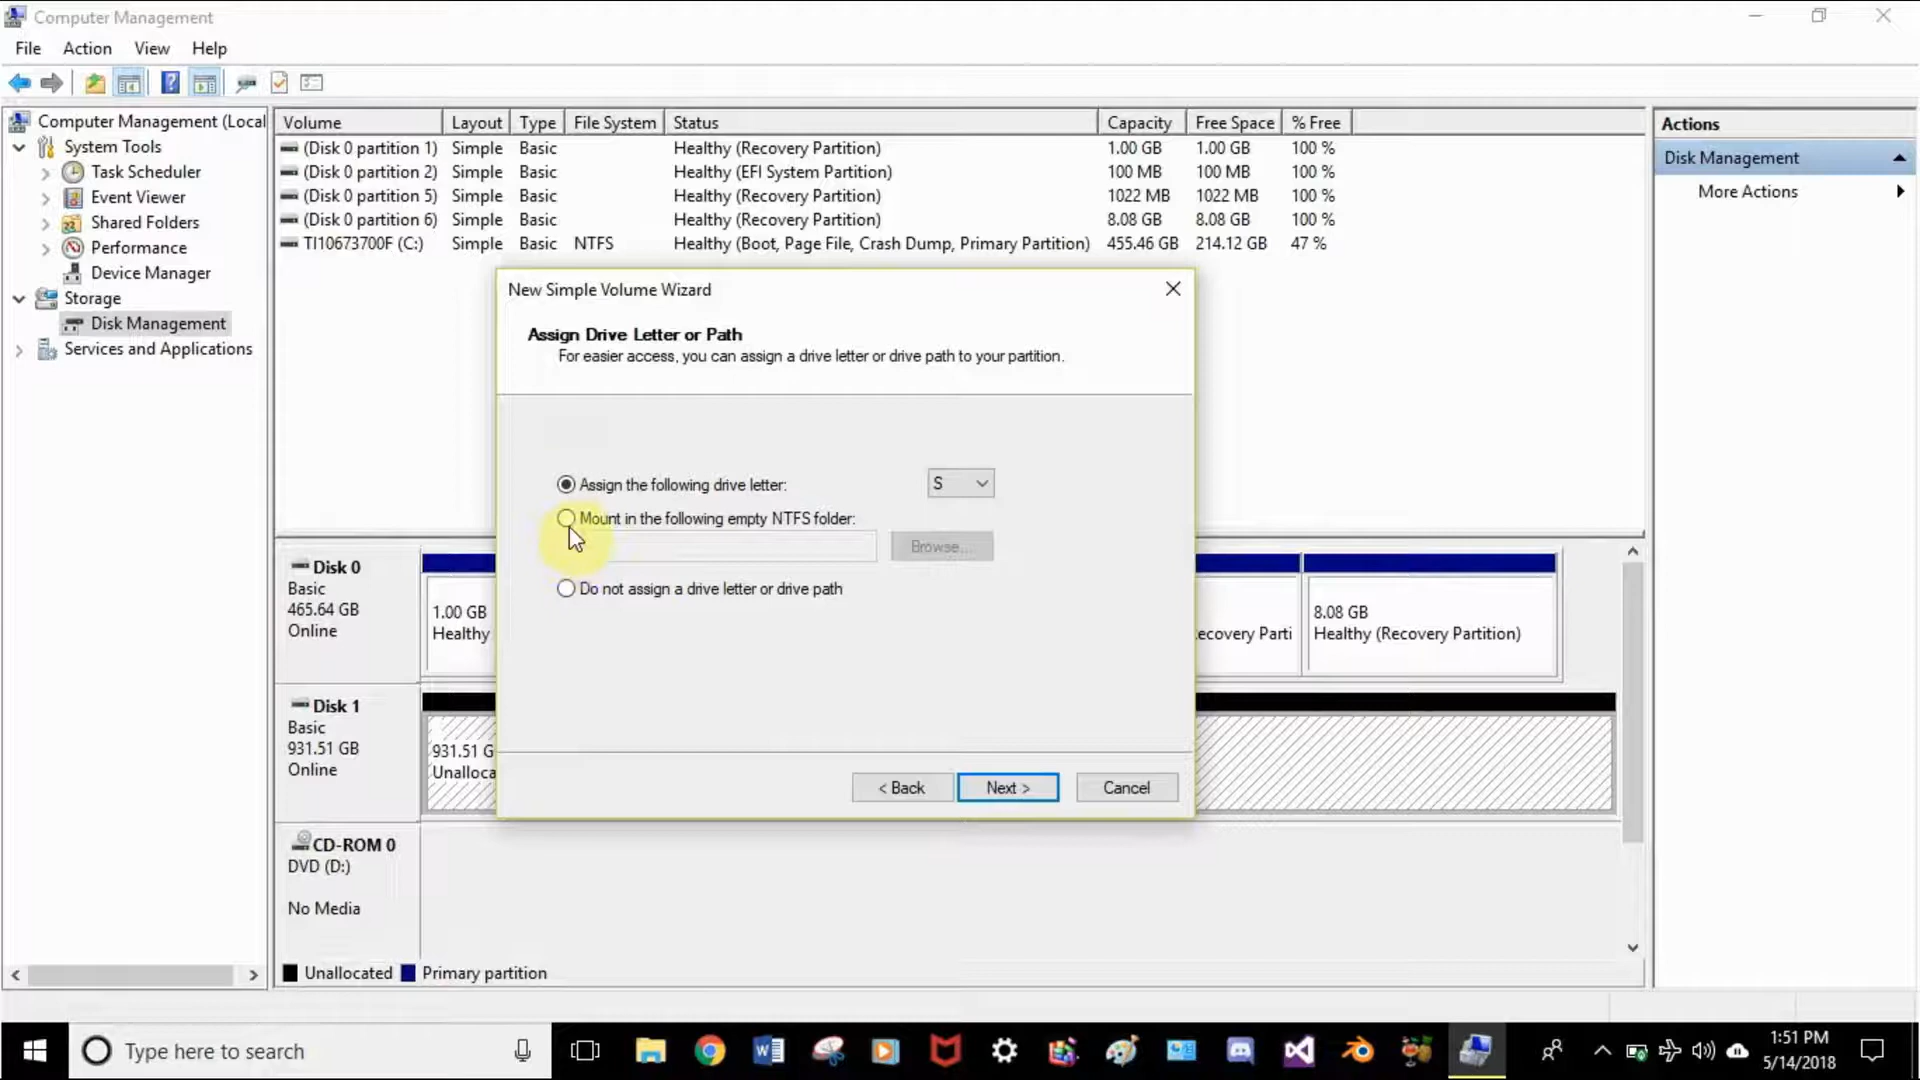 Computer Management
File Action View Help
Computer Management (Local
System Tools
Task Scheduler
Event Viewer
Shared Folders
Performance
Device Manager
Storage
Disk Management
Services and Applications
Volume Layout Type File System Status Capacity Free Space % Free
(Disk 0 partition 1) Simple Basic Healthy (Recovery Partition) 1.00 GB 1.00 GB 100 %
(Disk 0 partition 2) Simple Basic Healthy (EFI System Partition) 100 MB 100 MB 100 %
(Disk 0 partition 5) Simple Basic Healthy (Recovery Partition) 1022 MB 1022 MB 100 %
(Disk 0 partition 6) Simple Basic Healthy (Recovery Partition) 8.08 GB 8.08 GB 100 %
TI10673700F (C:) Simple Basic NTFS Healthy (Boot, Page File, Crash Dump, Primary Partition) 455.46 GB 214.12 GB 47 %
Actions
Disk Management
More Actions
New Simple Volume Wizard
Assign Drive Letter or Path
For easier access, you can assign a drive letter or drive path to your partition.
Assign the following drive letter: S
Mount in the following empty NTFS folder:
Browse...
Do not assign a drive letter or drive path
< Back Next > Cancel
Disk 0
Basic
465.64 GB
Online
1.00 GB
Healthy
ecovery Parti
8.08 GB
Healthy (Recovery Partition)
Disk 1
Basic
931.51 GB
Online
931.51 G
Unalloca
CD-ROM 0
DVD (D:)
No Media
Unallocated Primary partition
Type here to search
1:51 PM
5/14/2018